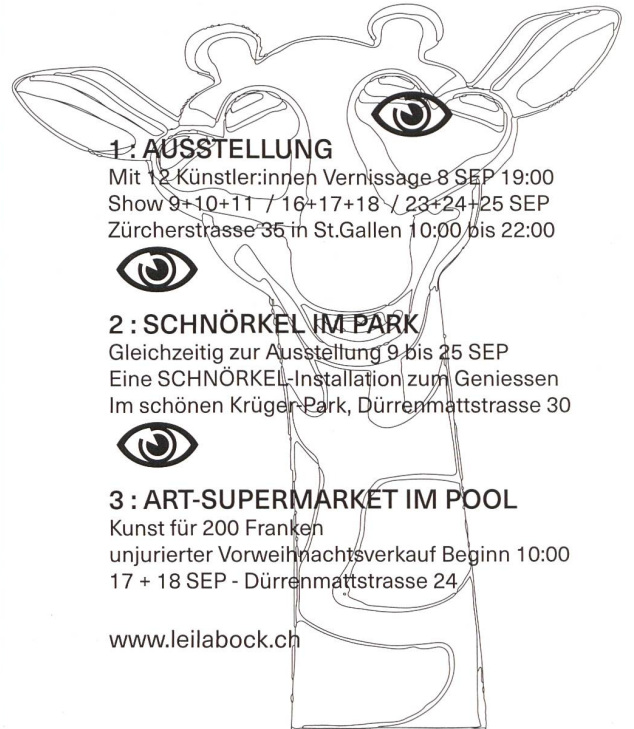 1 : AUSSTELLUNG
Mit 12 Künstler:innen Vernissage 8 SEP 19:00
Show 9+10+11 / 16+17+18 / 23+24+25 SEP
Zürcherstrasse 35 in St.Gallen 10:00 bis 22:00
2 : SCHNÖRKEL IM PARK
Gleichzeitig zur Ausstellung 9 bis 25 SEP
Eine SCHNÖRKEL-Installation zum Geniessen
Im schönen Krüger-Park, Dürrenmattstrasse 30
3 : ART-SUPERMARKET IM POOL
Kunst für 200 Franken
unjurierter Vorweihnachtsverkauf Beginn 10:00
17 + 18 SEP - Dürrenmattstrasse 24
www.leilabock.ch